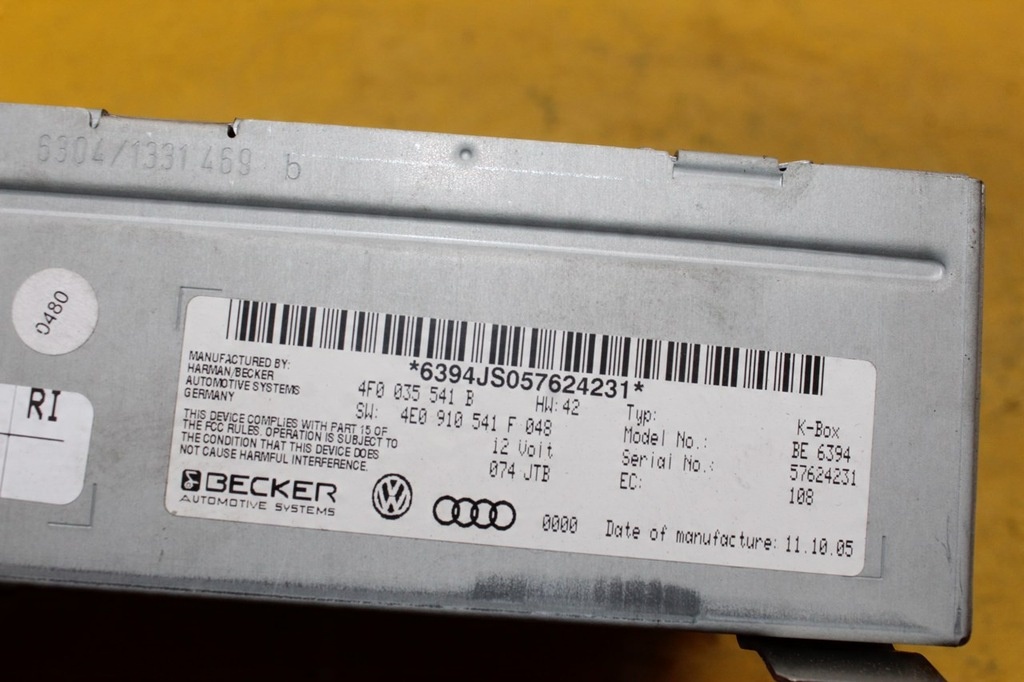 6304/1331 469 b
0480
RI
*6394JS057624231*
MANUFACTURED BY:
HARMAN/BECKER
AUTOMOTIVE SYSTEMS
GERMANY
THIS DEVICE COMPLIES WITH PART 15 OF
THE FCC RULES. OPERATION IS SUBJECT TO
THE CONDITION THAT THIS DEVICE DOES
NOT CAUSE HARMFUL INTERFERENCE.
BECKER
AUTOMOTIVE SYSTEMS
4F0 035 541 B HW: 42
SW: 4E0 910 541 F 048
12 Volt
074 JTB
0000
Typ: K-Box
Model No.: BE 6394
Serial No.: 57624231
EC: 108
Date of manufacture: 11.10.05